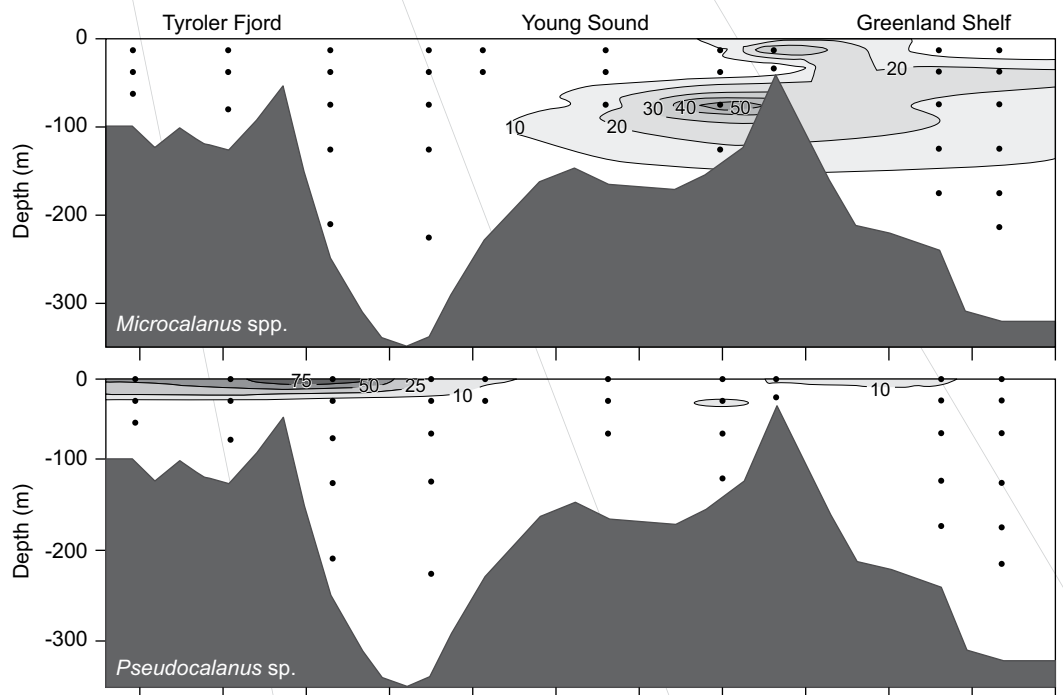 Tyroler Fjord Young Sound Greenland Shelf
0
20
-100
30 40 50
10 20
Depth (m)
-200
-300
Microcalanus spp.
0
75 50 25 10 10
-100
Depth (m)
-200
-300
Pseudocalanus sp.